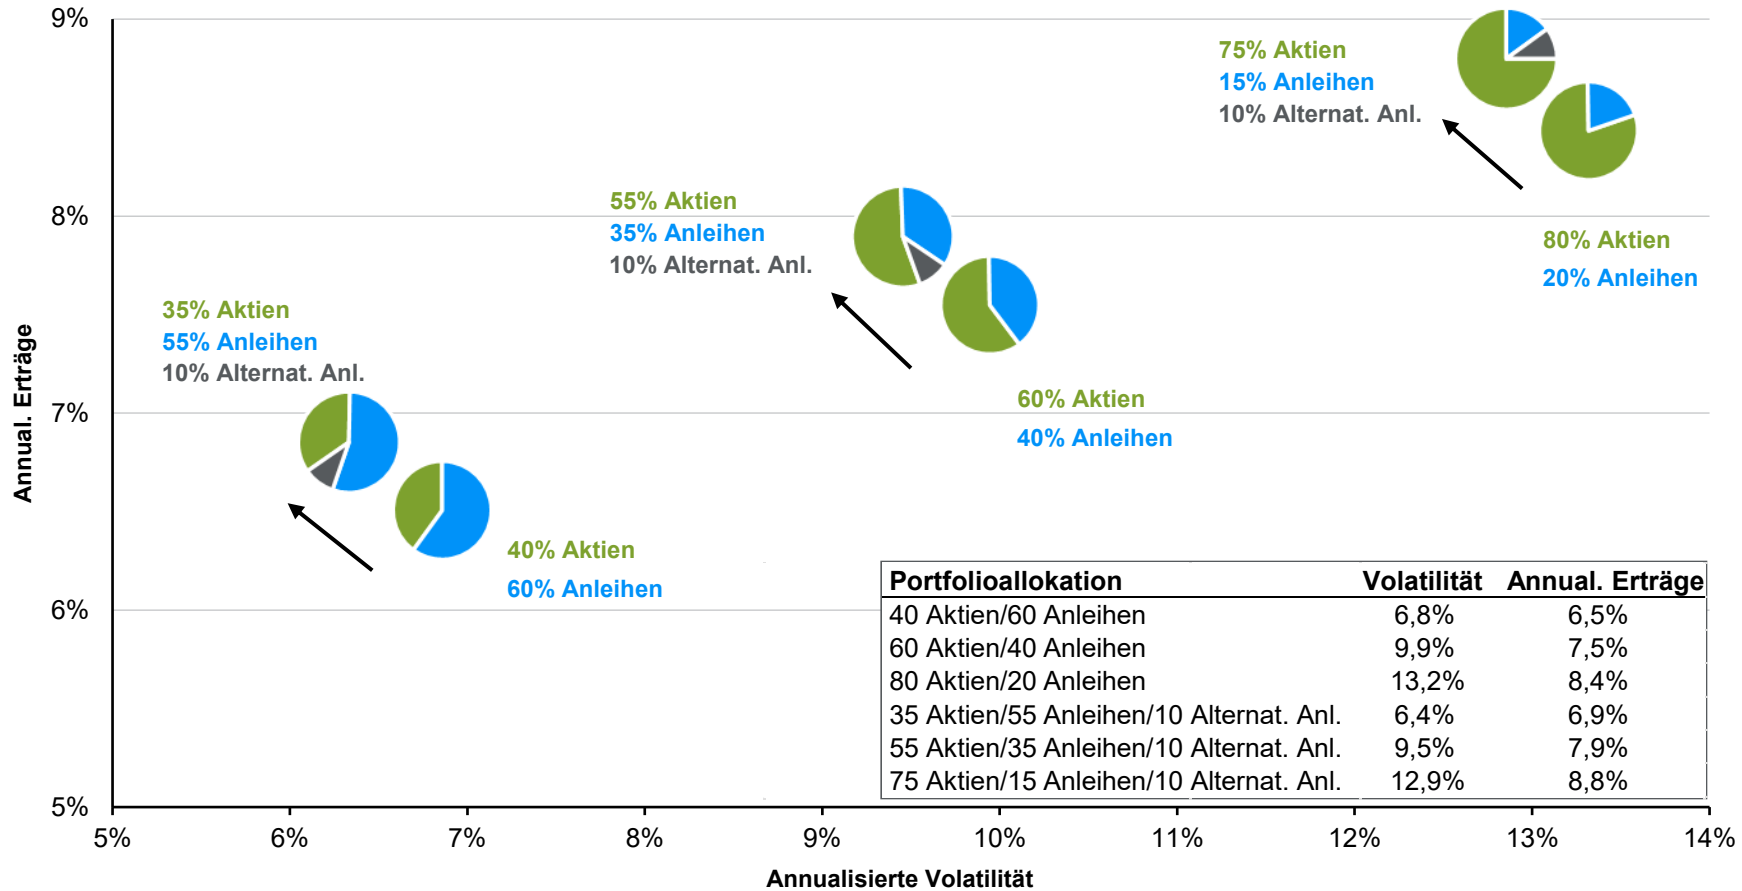 9%
75% Aktien
15% Anleihen
10% Alternat. Anl.
80% Aktien
20% Anleihen
8%
55% Aktien
35% Anleihen
10% Alternat. Anl.
60% Aktien
40% Anleihen
35% Aktien
55% Anleihen
10% Alternat. Anl.
7%
40% Aktien
60% Anleihen
6%
5%
Annual. Erträge
Portfolioallokation Volatilität Annual. Erträge
40 Aktien/60 Anleihen 6,8% 6,5%
60 Aktien/40 Anleihen 9,9% 7,5%
80 Aktien/20 Anleihen 13,2% 8,4%
35 Aktien/55 Anleihen/10 Alternat. Anl. 6,4% 6,9%
55 Aktien/35 Anleihen/10 Alternat. Anl. 9,5% 7,9%
75 Aktien/15 Anleihen/10 Alternat. Anl. 12,9% 8,8%
5% 6% 7% 8% 9% 10% 11% 12% 13% 14%
Annualisierte Volatilität